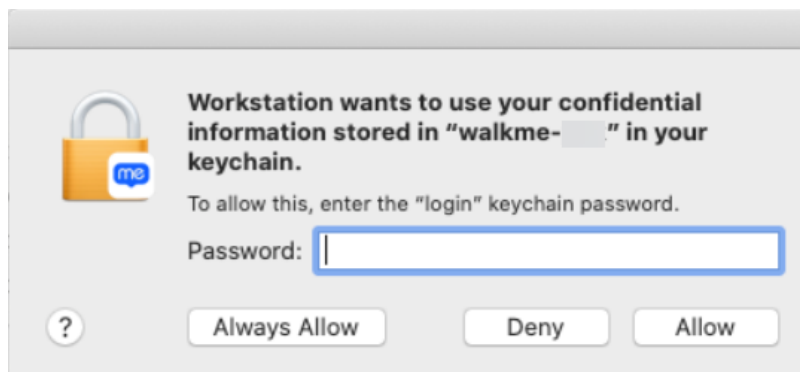 Workstation wants to use your confidential
information stored in “walkme- ” in your
keychain.
me
To allow this, enter the “login” keychain password.
Password:
? Always Allow Deny Allow